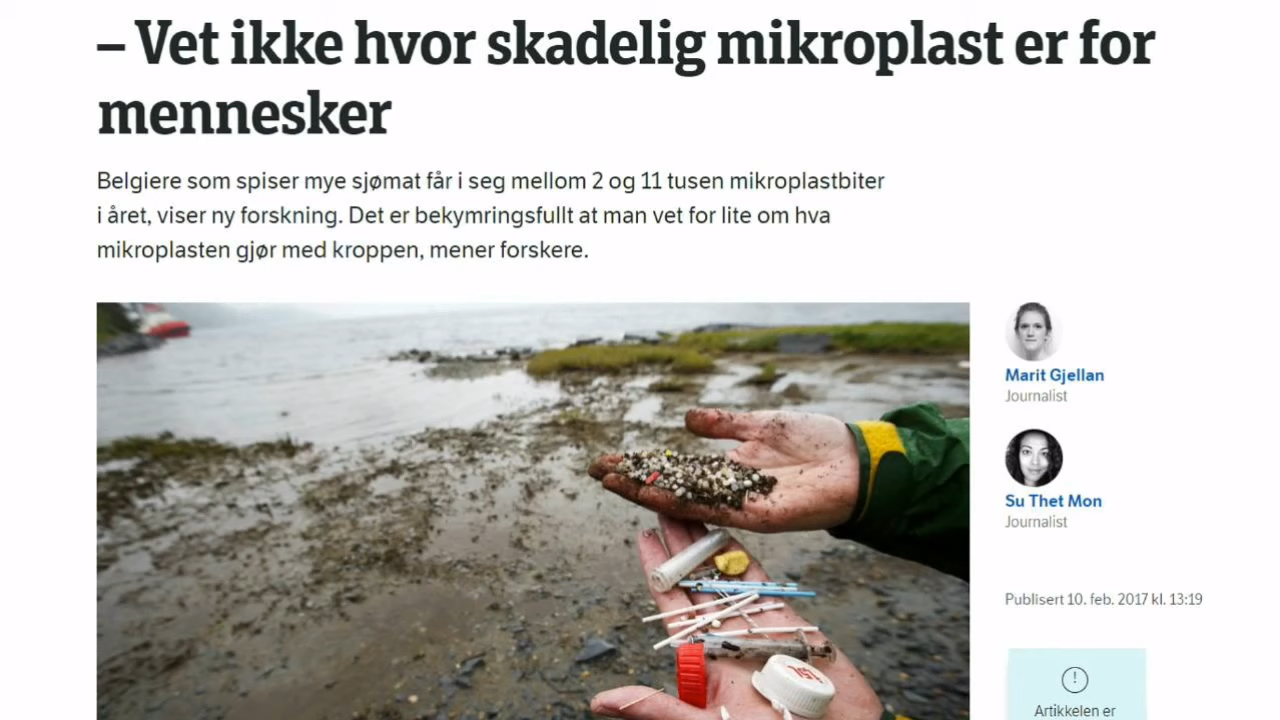 – Vet ikke hvor skadelig mikroplast er for
mennesker
Belgiere som spiser mye sjømat får i seg mellom 2 og 11 tusen mikroplastbiter
i året, viser ny forskning. Det er bekymringsfullt at man vet for lite om hva
mikroplasten gjør med kroppen, mener forskere.
Marit Gjellan
Journalist
Su Thet Mon
Journalist
Publisert 10. feb. 2017 kl. 13:19
Artikkelen er